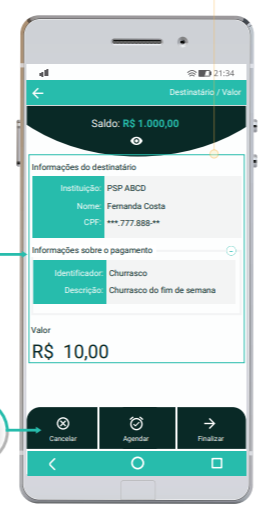 21:34
Destinatário / Valor
Saldo: R$ 1.000,00
Informações do destinatário
Instituição: PSP ABCD
Nome: Fernanda Costa
CPF: ***.777.888-**
Informações sobre o pagamento
Identificador: Churrasco
Descrição: Churrasco do fim de semana
Valor
R$ 10,00
Cancelar Agendar Finalizar